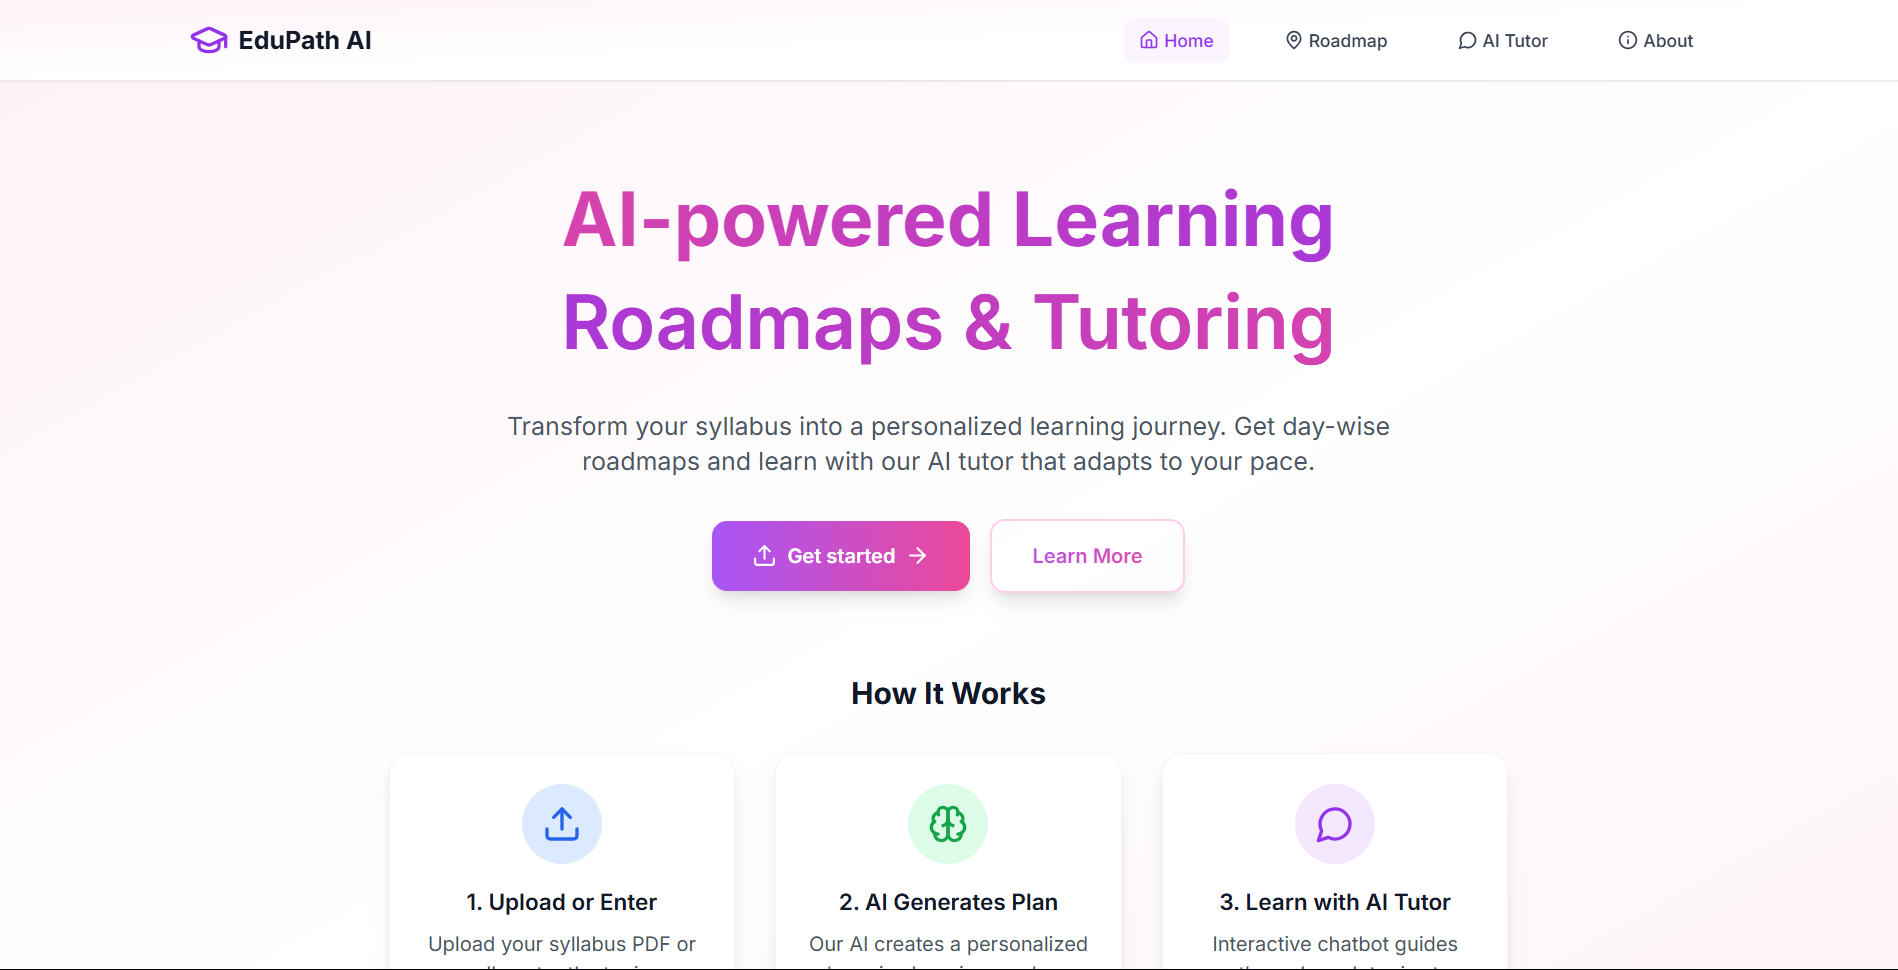 EduPath AI
Home
Roadmap
AI Tutor
About
AI-powered Learning
Roadmaps & Tutoring
Transform your syllabus into a personalized learning journey. Get day-wise
roadmaps and learn with our AI tutor that adapts to your pace.
Get started
Learn More
How It Works
1. Upload or Enter
Upload your syllabus PDF or
2. AI Generates Plan
Our AI creates a personalized
3. Learn with AI Tutor
Interactive chatbot guides